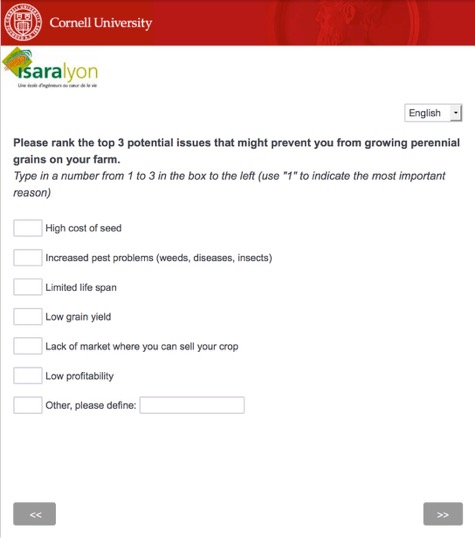 Cornell University
isaralyon
Une école d'ingénieurs au cœur de la vie
English
Please rank the top 3 potential issues that might prevent you from growing perennial
grains on your farm.
Type in a number from 1 to 3 in the box to the left (use "1" to indicate the most important
reason)
High cost of seed
Increased pest problems (weeds, diseases, insects)
Limited life span
Low grain yield
Lack of market where you can sell your crop
Low profitability
Other, please define:
<< >>